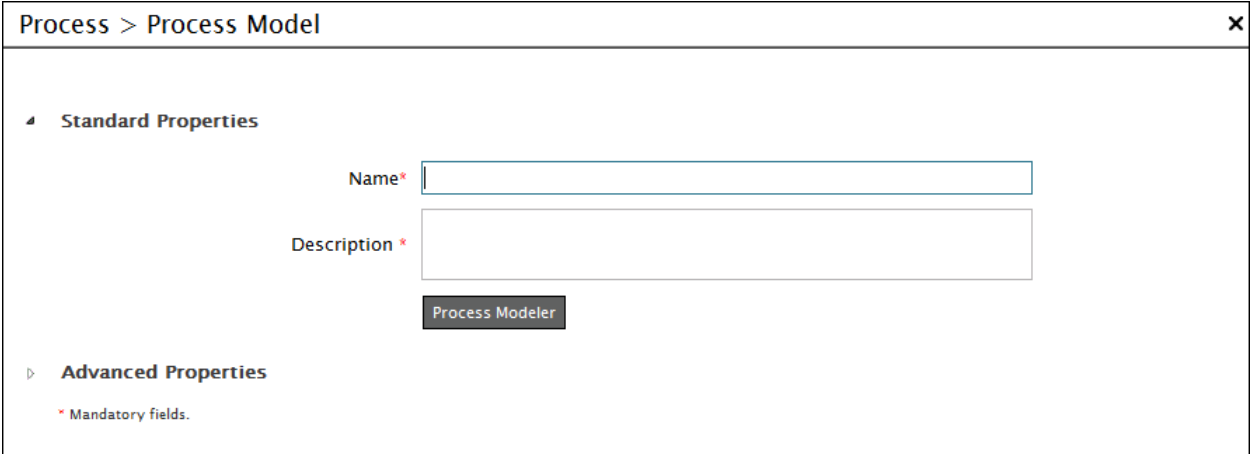 Process > Process Model
Standard Properties
Name*
Description *
Process Modeler
Advanced Properties
* Mandatory fields.